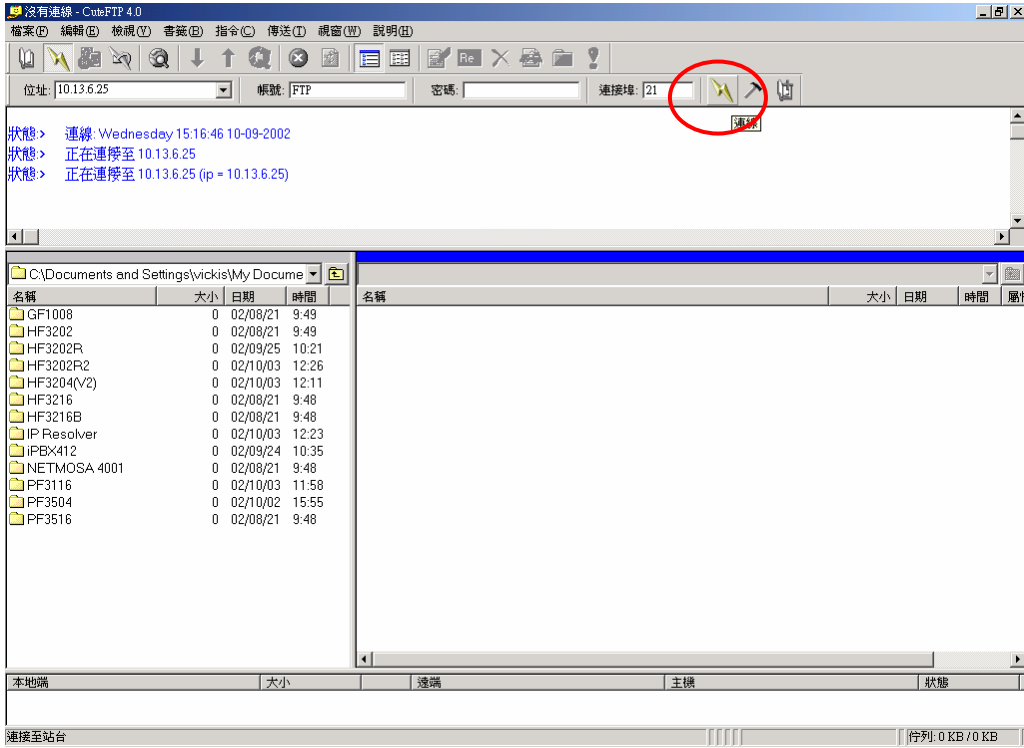 沒有連線 - CuteFTP 4.0
檔案(F) 編輯(E) 檢視(V) 書籤(B) 指令(C) 傳送(T) 視窗(W) 說明(H)
Re
位址: 10.13.6.25 帳號: FTP 密碼: 連接埠: 21
連線
狀態:> 連線: Wednesday 15:16:46 10-09-2002
狀態:> 正在連接至 10.13.6.25
狀態:> 正在連接至 10.13.6.25 (ip = 10.13.6.25)
C:\Documents and Settings\vickis\My Docume
名稱 大小 日期 時間 名稱 大小 日期 時間
GF1008 0 02/08/21 9:49
HF3202 0 02/08/21 9:49
HF3202R 0 02/09/25 10:21
HF3202R2 0 02/10/03 12:26
HF3204(V2) 0 02/10/03 12:11
HF3216 0 02/08/21 9:48
HF3216B 0 02/08/21 9:48
IP Resolver 0 02/10/03 12:23
iPBX412 0 02/09/24 10:35
NETMOSA 4001 0 02/08/21 9:48
PF3116 0 02/10/03 11:58
PF3504 0 02/10/02 15:55
PF3516 0 02/08/21 9:48
本地端 大小 遠端 主機 狀態
連接至站台 佇列: 0 KB / 0 KB